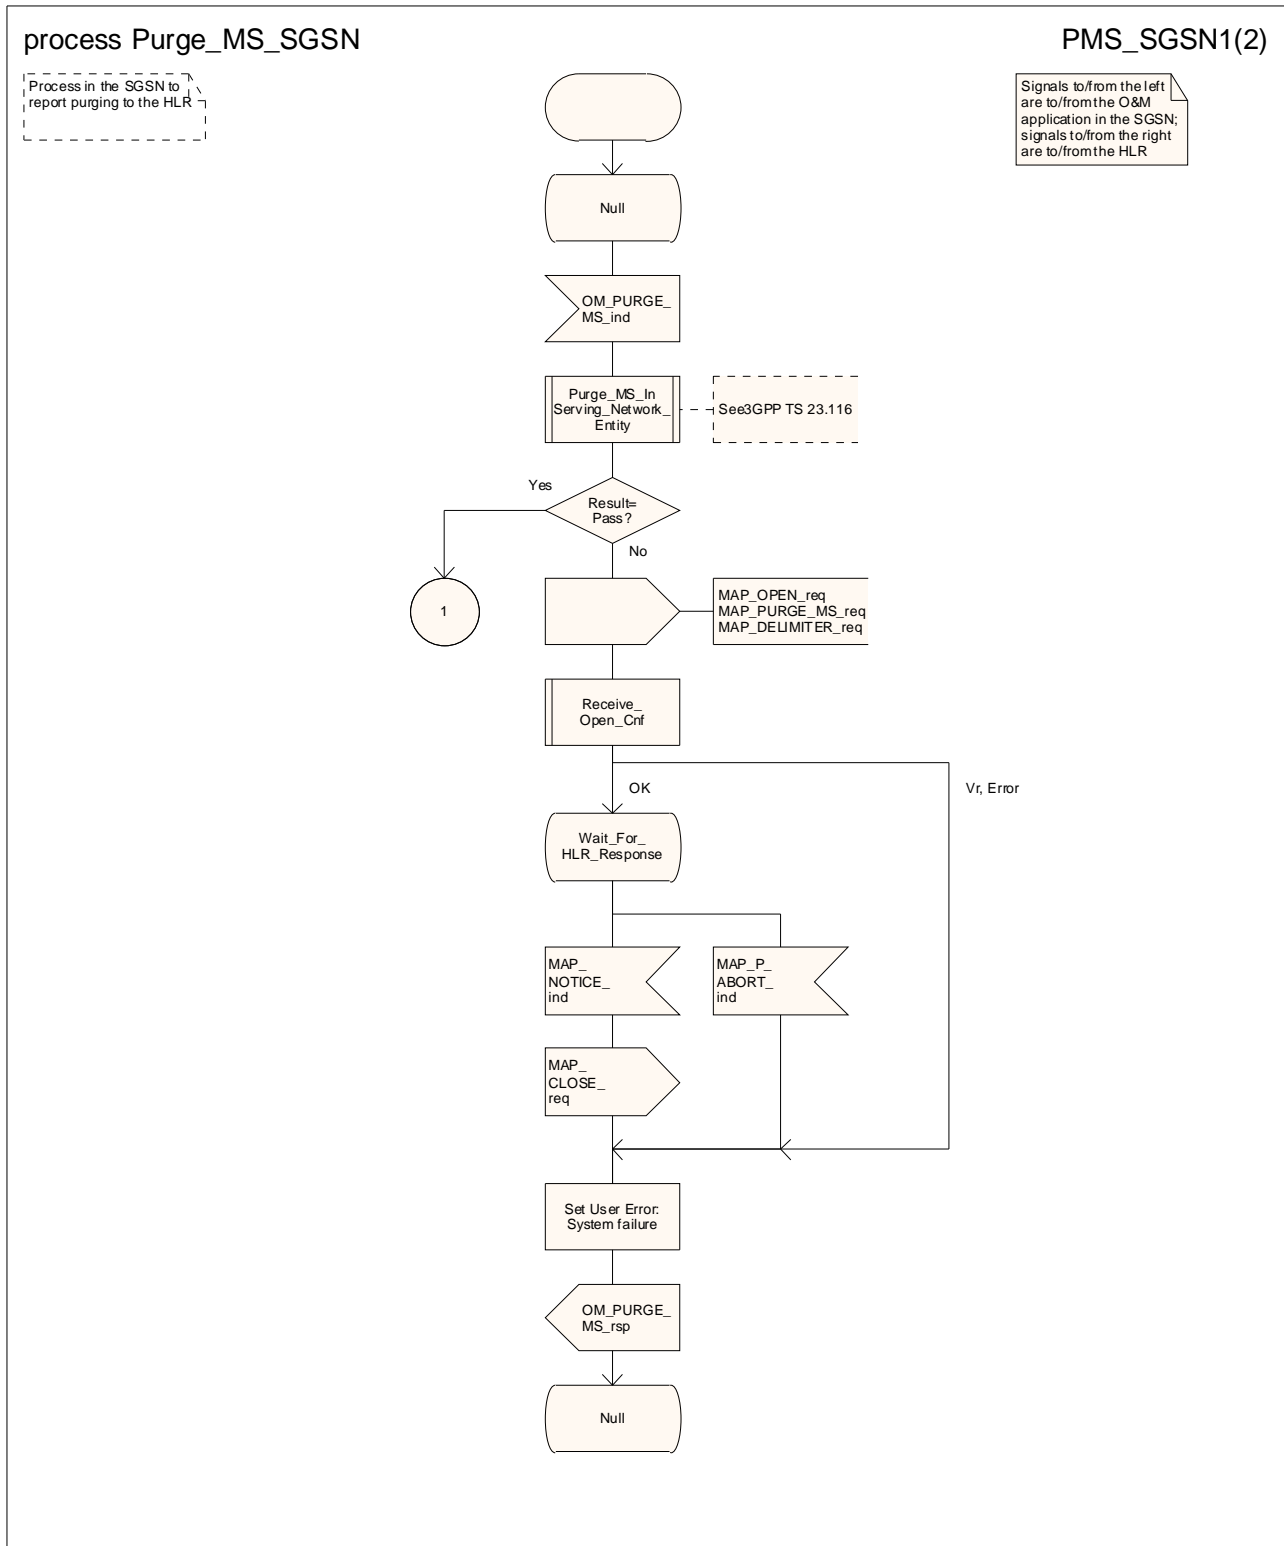 process Purge_MS_SGSN
PMS_SGSN1(2)
Process in the SGSN to
report purging to the HLR
Signals to/from the left
are to/from the O&M
application in the SGSN;
signals to/from the right
are to/from the HLR
Null
OM_PURGE_
MS_ind
Purge_MS_In
Serving_Network_
Entity
See3GPP TS 23.116
Yes
Result=
Pass?
No
1
MAP_OPEN_req
MAP_PURGE_MS_req
MAP_DELIMITER_req
Receive_
Open_Cnf
OK
Vr, Error
Wait_For_
HLR_Response
MAP_
NOTICE_
ind
MAP_P_
ABORT_
ind
MAP_
CLOSE_
req
Set User Error:
System failure
OM_PURGE_
MS_rsp
Null